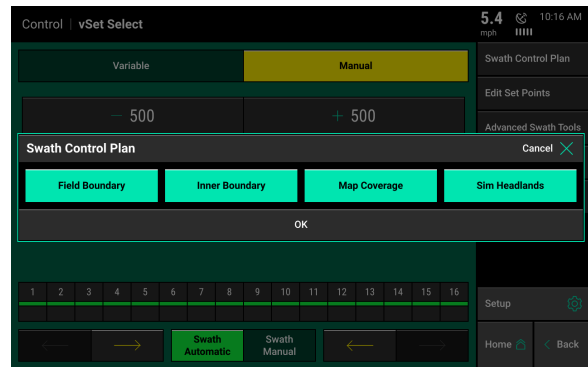 Control | vSet Select
5.4
mph
10:16 AM
Variable
Manual
Swath Control Plan
− 500
+ 500
Edit Set Points
Advanced Swath Tools
Swath Control Plan
Cancel
Field Boundary
Inner Boundary
Map Coverage
Sim Headlands
OK
1 2 3 4 5 6 7 8 9 10 11 12 13 14 15 16
Setup
Swath
Automatic
Swath
Manual
Home
< Back